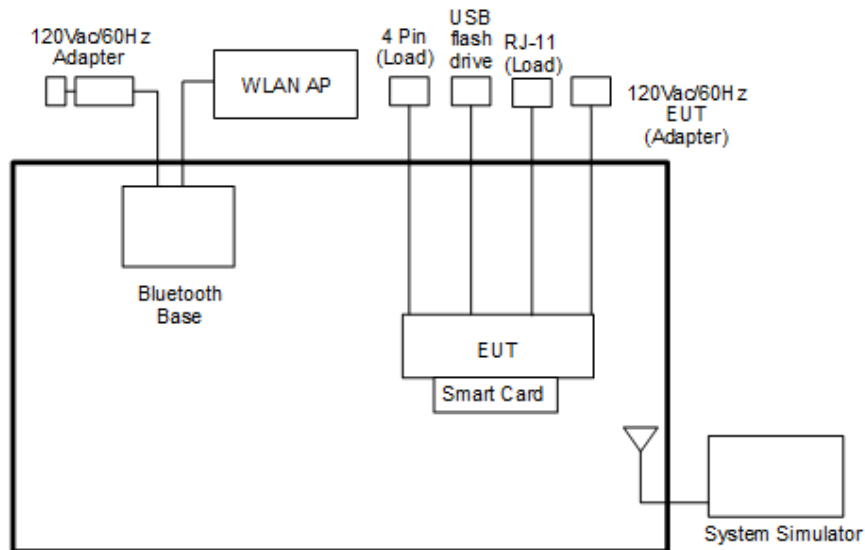 120Vac/60Hz
Adapter
WLAN AP
4 Pin
(Load)
USB
flash
drive
RJ-11
(Load)
120Vac/60Hz
EUT
(Adapter)
Bluetooth
Base
EUT
Smart Card
System Simulator